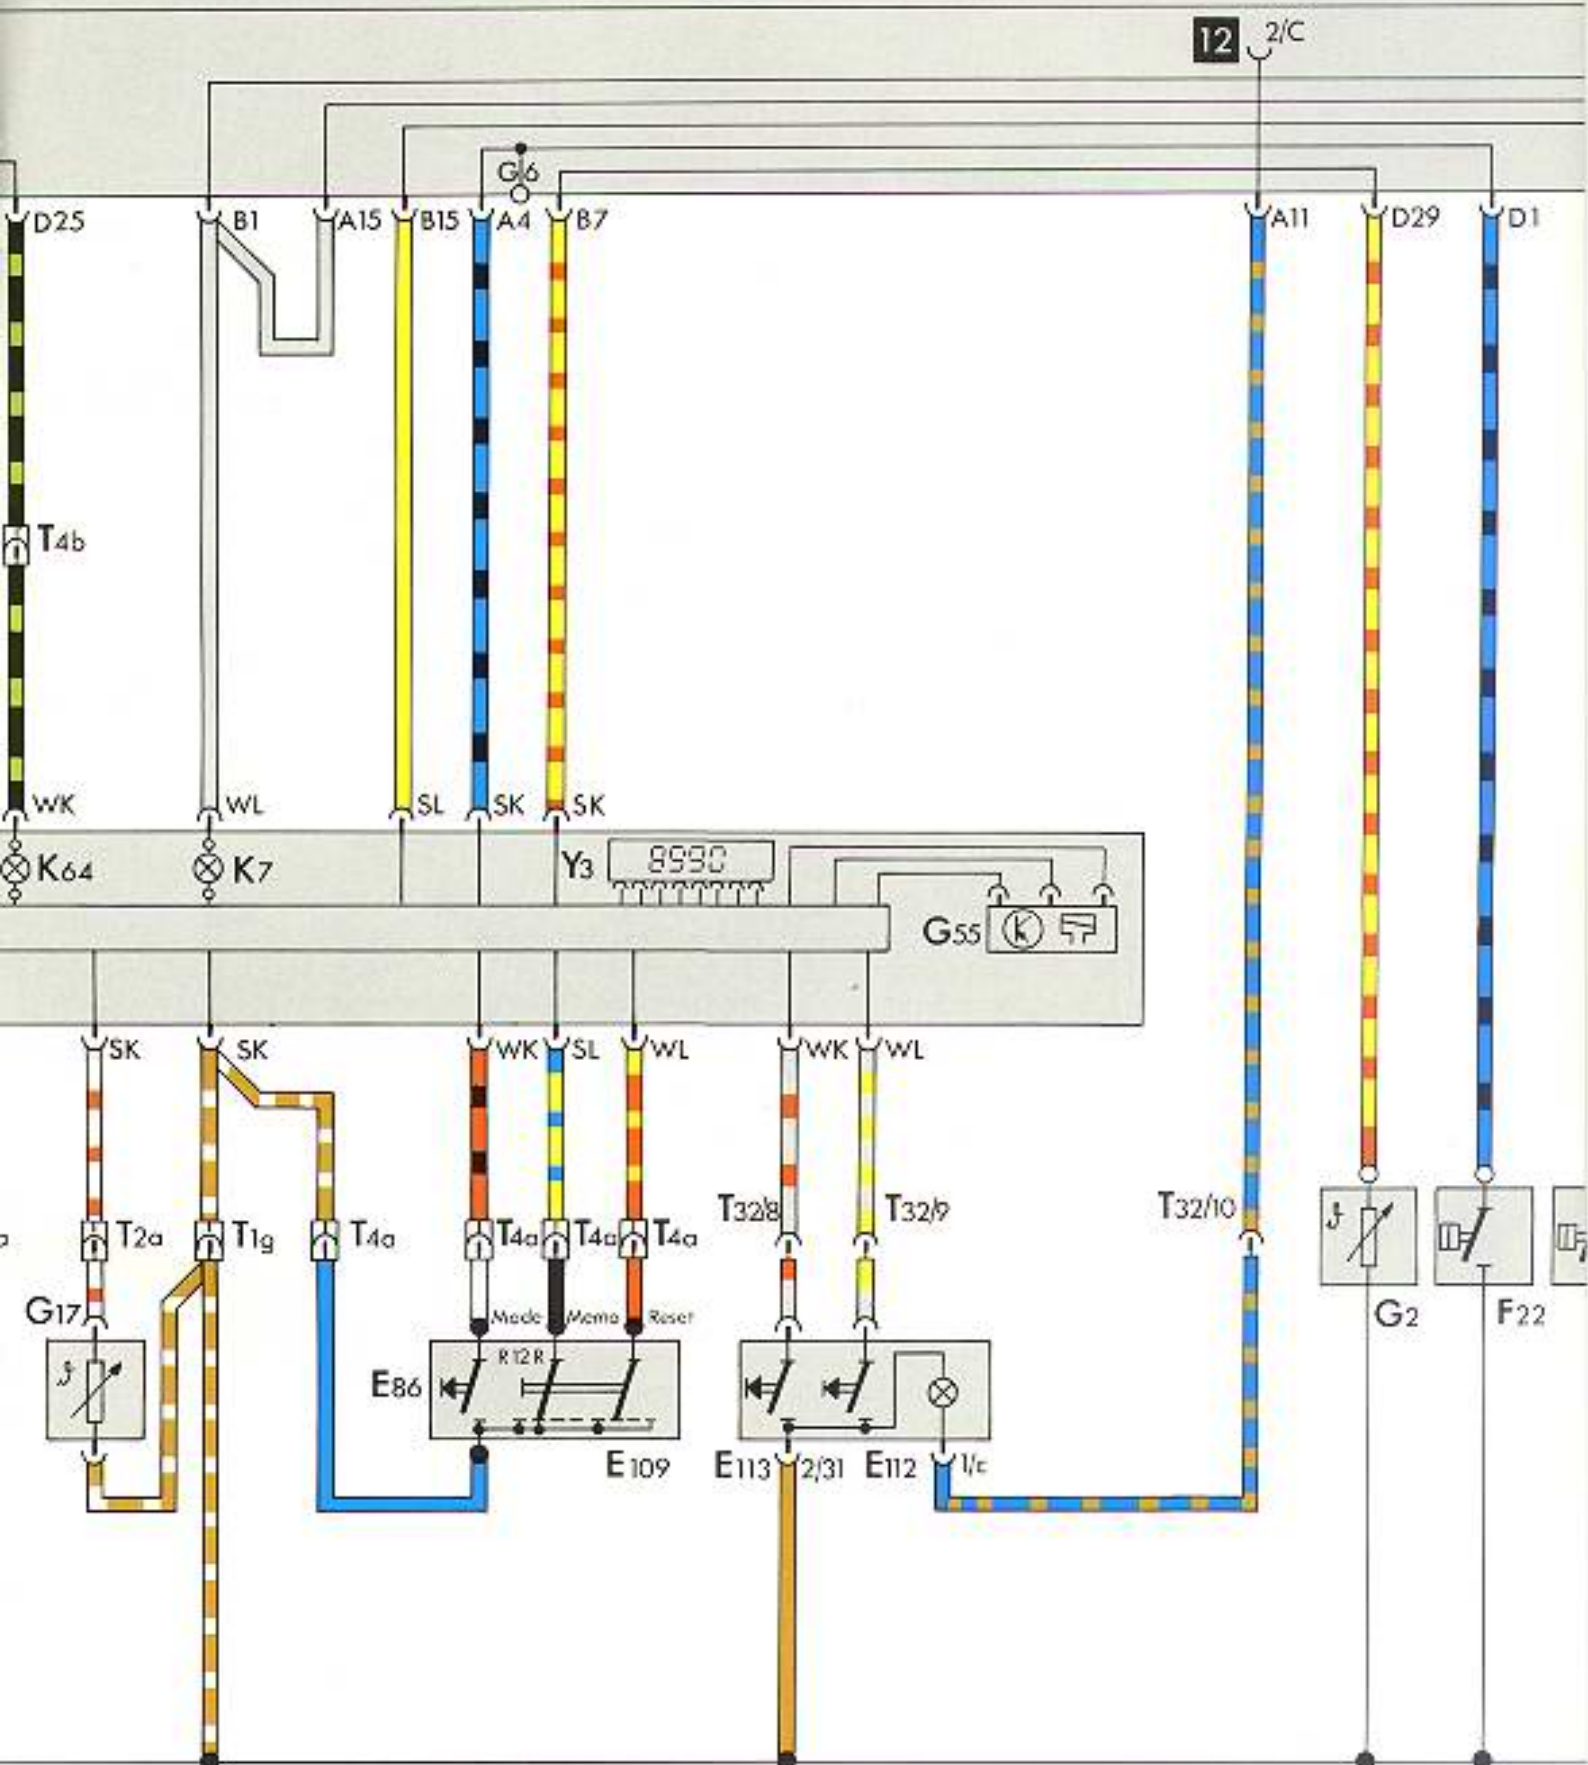 12 2/C
G 6
D25 B1 A15 B15 A4 B7 A11 D29 D1
T4b
WK WL SL SK SK
K64 K7 Y3 8990
G55
SK SK WK SL WL WK WL
T32/8 T32/9 T32/10
T2a T1g T4a T4a T4a T4a
G17 Mode Memo Reset G2 F22
R 12 R
E86
E109 E113 2/31 E112 1/c